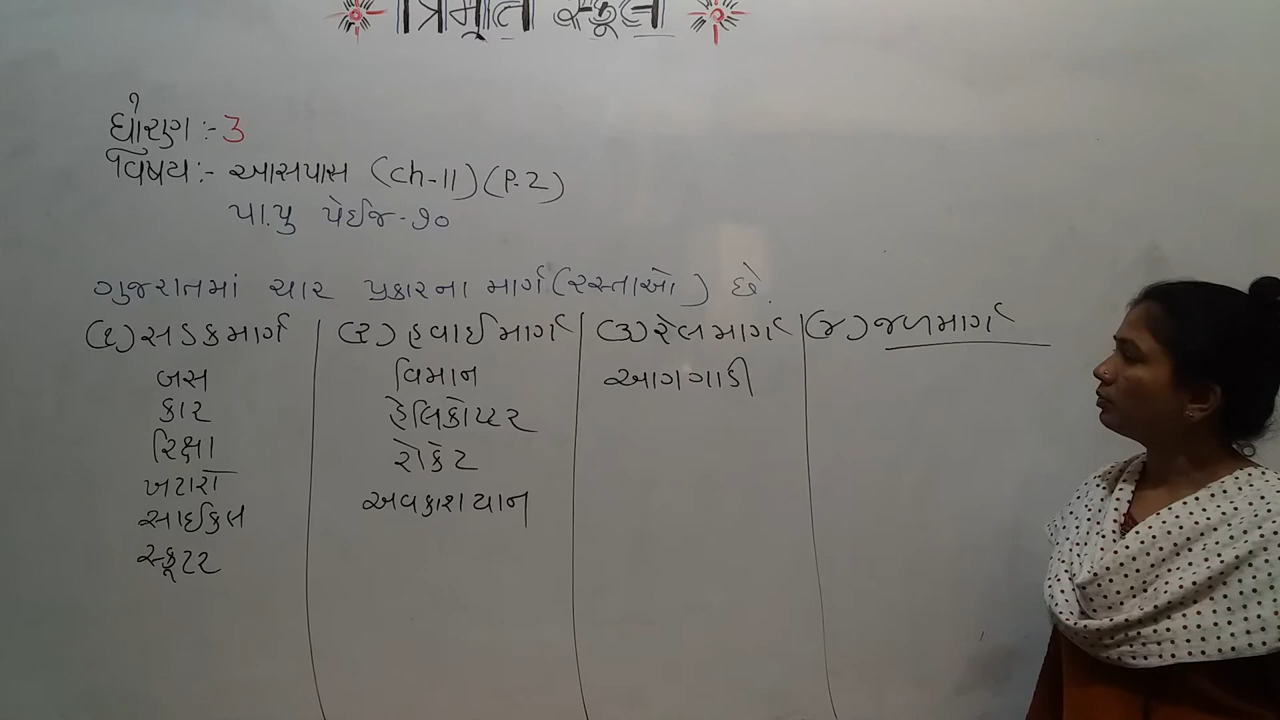 ત્રિમૂર્તિ સ્કૂલ
ધોરણ :- 3
વિષય:- આસપાસ (ch-11) (P.2)
પા.પુ પેઈજ-૭૦
ગુજરાતમાં ચાર પ્રકારના માર્ગ (રસ્તાઓ) છે.
(૧) સડકમાર્ગ
બસ
કાર
રિક્ષા
ખટારો
સાઈકલ
સ્કૂટર
(૨) હવાઈમાર્ગ
વિમાન
હેલિકોપ્ટર
રોકેટ
અવકાશયાન
(૩) રેલમાર્ગ
આગગાડી
(૪) જળમાર્ગ